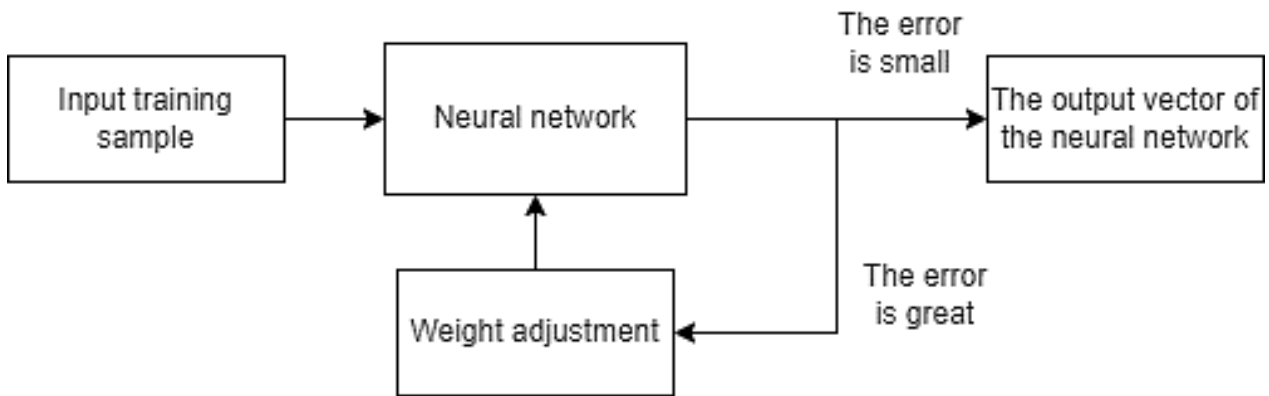 Input training
sample
Neural network
The error
is small
The output vector of
the neural network
The error
is great
Weight adjustment